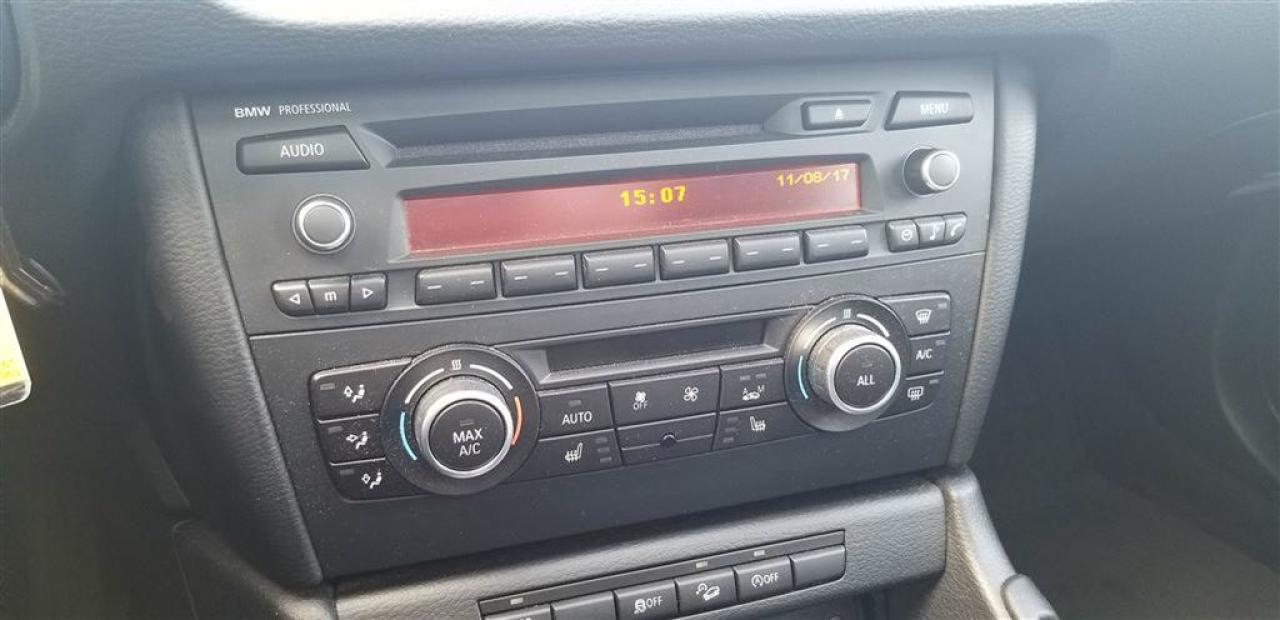 BMW PROFESSIONAL
MENU
AUDIO
15:07
11/08/17
m
A/C
ALL
A M
OFF
AUTO
MAX
A/C
OFF
OFF